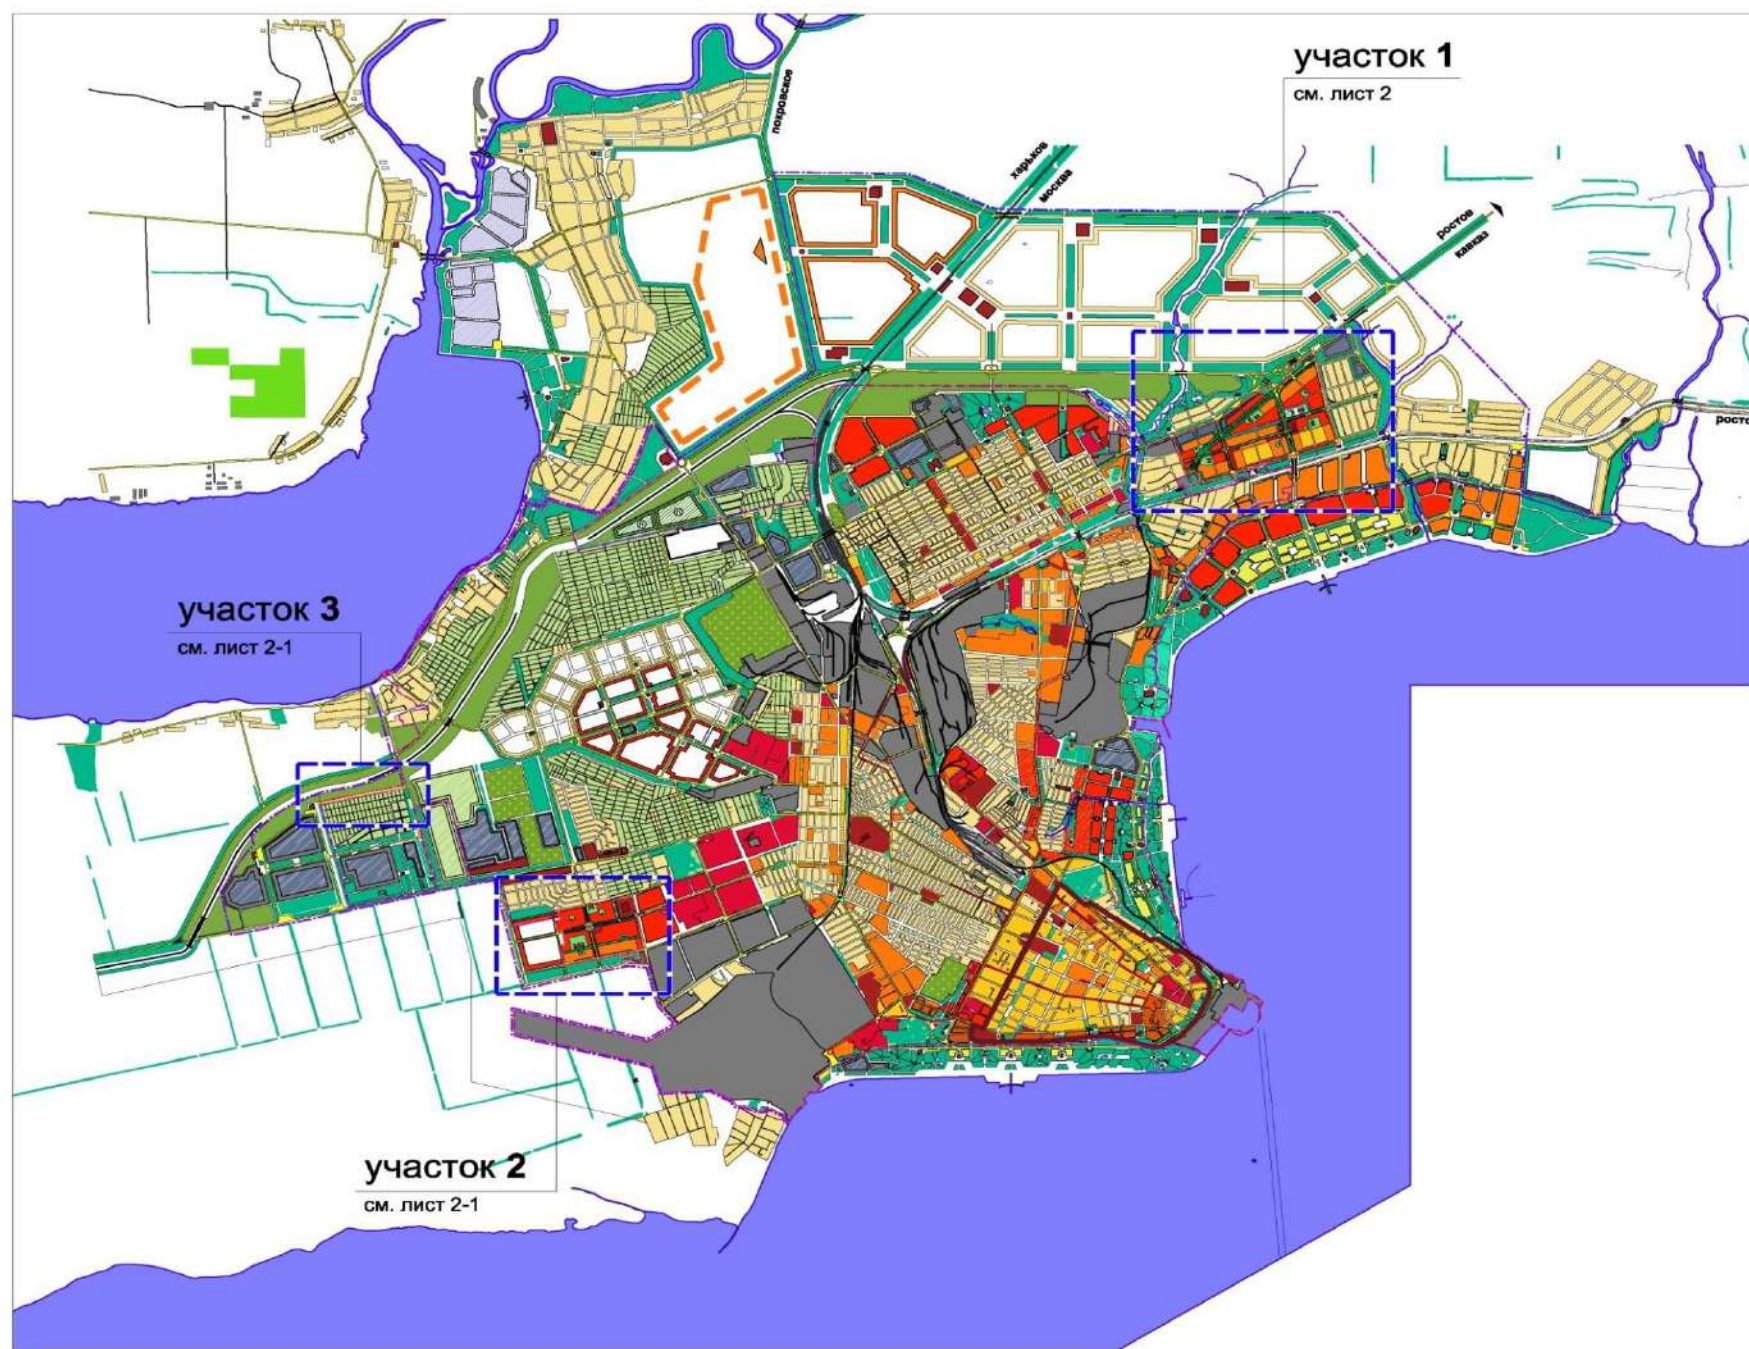 участок 1
см. лист 2
покровское
харьков
москва
ростов
кавказ
росто
участок 3
см. лист 2-1
участок 2
см. лист 2-1